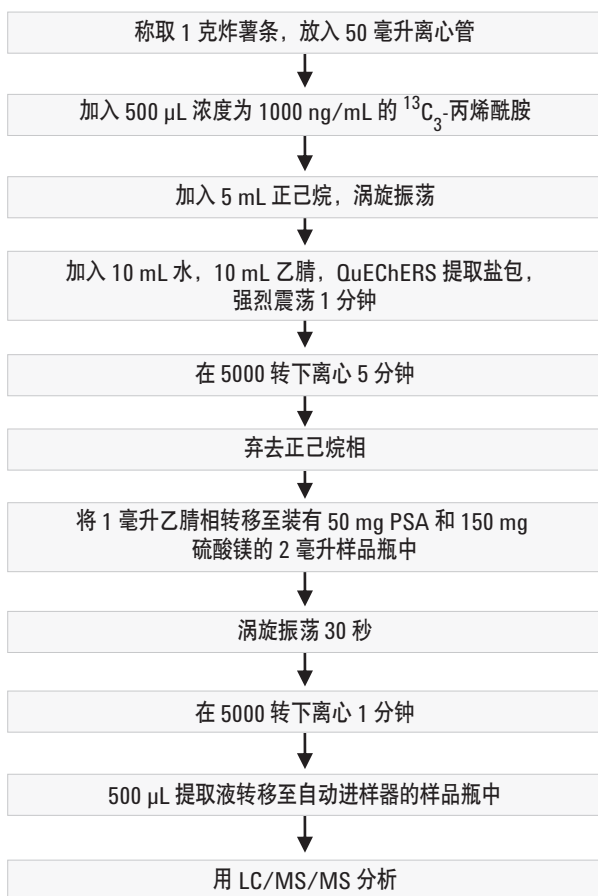 称取 1 克炸薯条，放入 50 毫升离心管
加入 500 µL 浓度为 1000 ng/mL 的 ¹³C₃-丙烯酰胺
加入 5 mL 正己烷，涡旋振荡
加入 10 mL 水，10 mL 乙腈，QuEChERS 提取盐包，
强烈震荡 1 分钟
在 5000 转下离心 5 分钟
弃去正己烷相
将 1 毫升乙腈相转移至装有 50 mg PSA 和 150 mg
硫酸镁的 2 毫升样品瓶中
涡旋振荡 30 秒
在 5000 转下离心 1 分钟
500 µL 提取液转移至自动进样器的样品瓶中
用 LC/MS/MS 分析